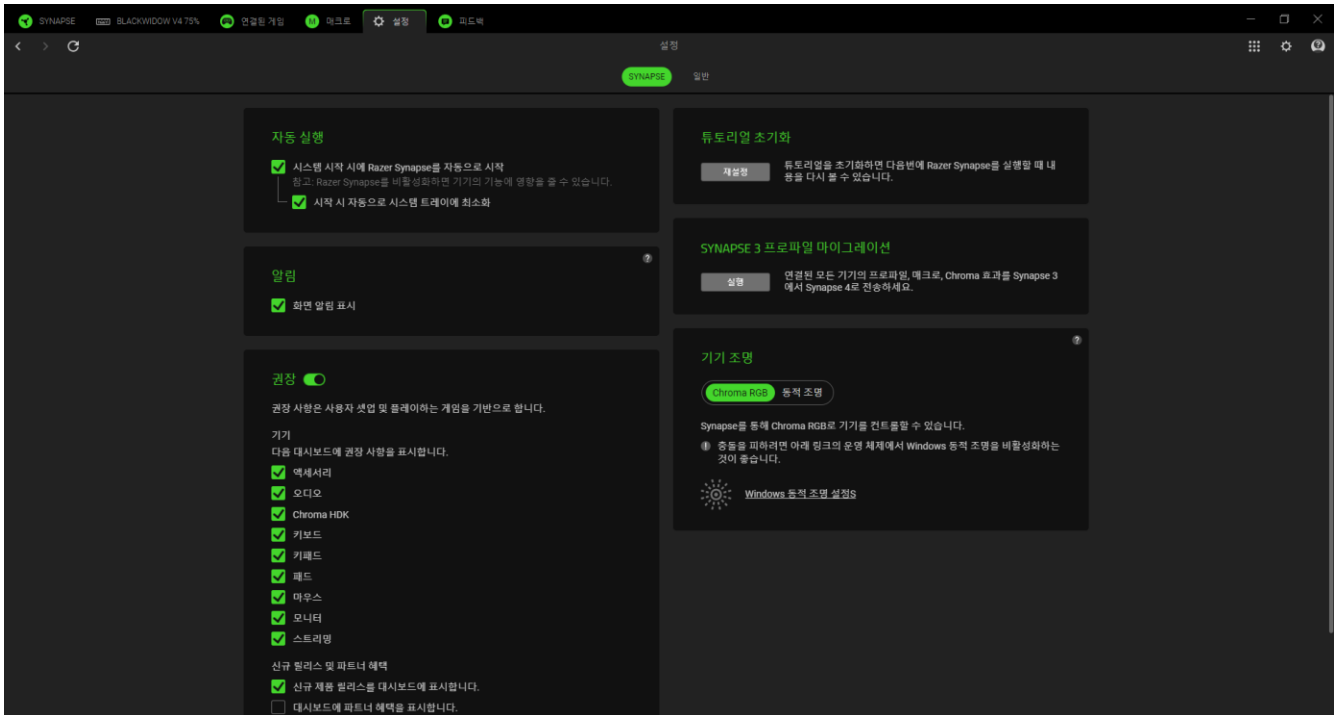 SYNAPSE
BLACKWIDOW V4 75%
연결된 게임
매크로
설정
피드백
설정
SYNAPSE
일반
자동 실행
시스템 시작 시에 Razer Synapse를 자동으로 시작
참고: Razer Synapse를 비활성화하면 기기의 기능에 영향을 줄 수 있습니다.
시작 시 자동으로 시스템 트레이에 최소화
알림
화면 알림 표시
권장
권장 사항은 사용자 셋업 및 플레이하는 게임을 기반으로 합니다.
기기
다음 대시보드에 권장 사항을 표시합니다.
액세서리
오디오
Chroma HDK
키보드
키패드
패드
마우스
모니터
스트리밍
신규 릴리스 및 파트너 혜택
신규 제품 릴리스를 대시보드에 표시합니다.
대시보드에 파트너 혜택을 표시합니다.
튜토리얼 초기화
재설정
튜토리얼을 초기화하면 다음번에 Razer Synapse를 실행할 때 내
용을 다시 볼 수 있습니다.
SYNAPSE 3 프로파일 마이그레이션
실행
연결된 모든 기기의 프로파일, 매크로, Chroma 효과를 Synapse 3
에서 Synapse 4로 전송하세요.
기기 조명
Chroma RGB
동적 조명
Synapse를 통해 Chroma RGB로 기기를 컨트롤할 수 있습니다.
충돌을 피하려면 아래 링크의 운영 체제에서 Windows 동적 조명을 비활성화하는
것이 좋습니다.
Windows 동적 조명 설정S